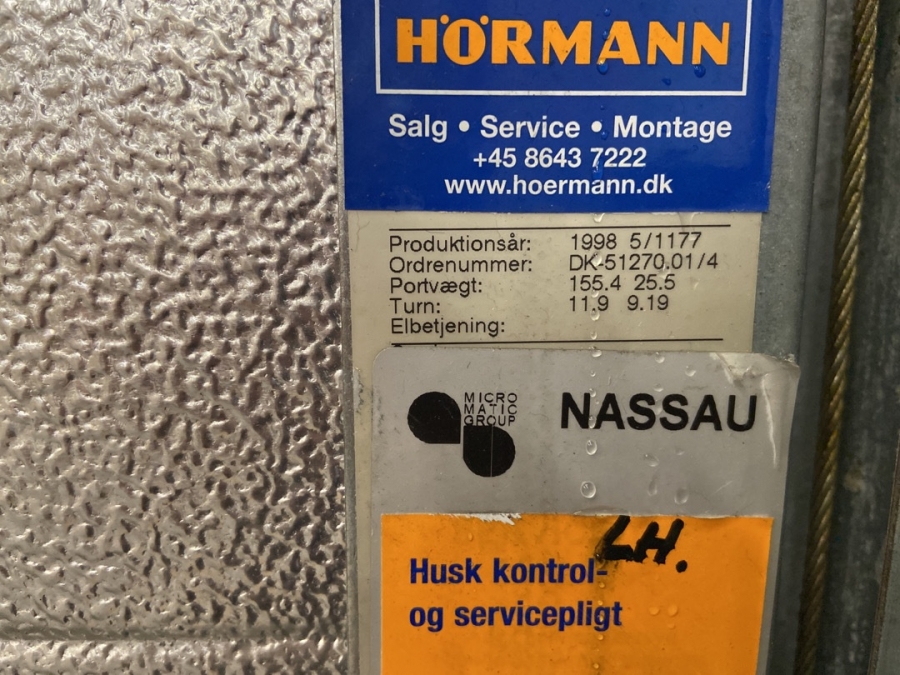 HÖRMANN
Salg • Service • Montage
+45 8643 7222
www.hoermann.dk
Produktionsår: 1998 5/1177
Ordrenummer: DK-51270.01/4
Portvægt: 155.4 25.5
Turn: 11.9 9.19
Elbetjening:
MICRO
MATIC
GROUP
NASSAU
LH.
Husk kontrol-
og servicepligt